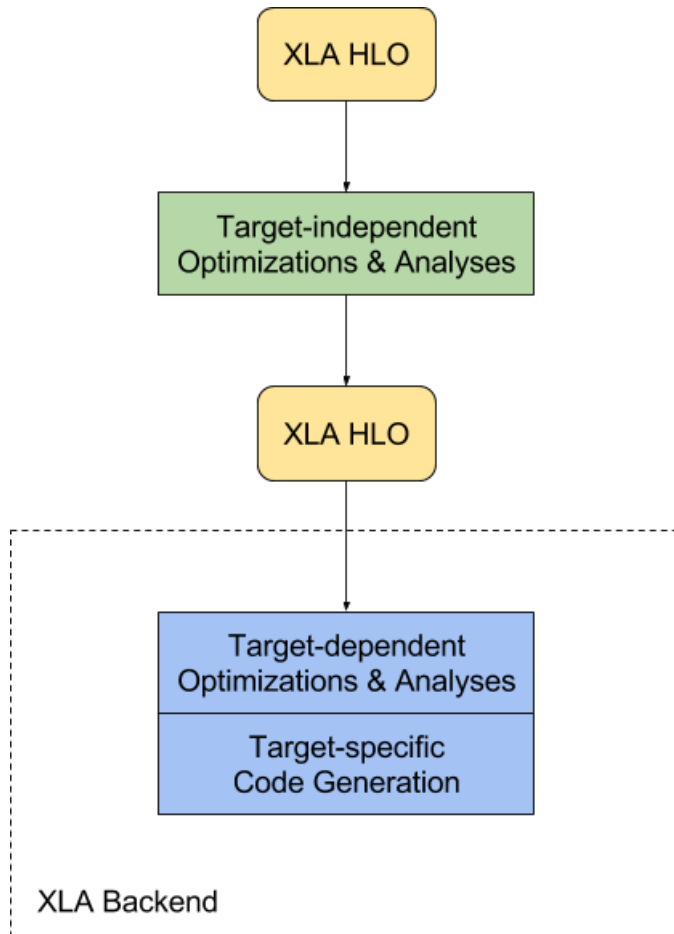 XLA HLO
Target-independent
Optimizations & Analyses
XLA HLO
Target-dependent
Optimizations & Analyses
Target-specific
Code Generation
XLA Backend